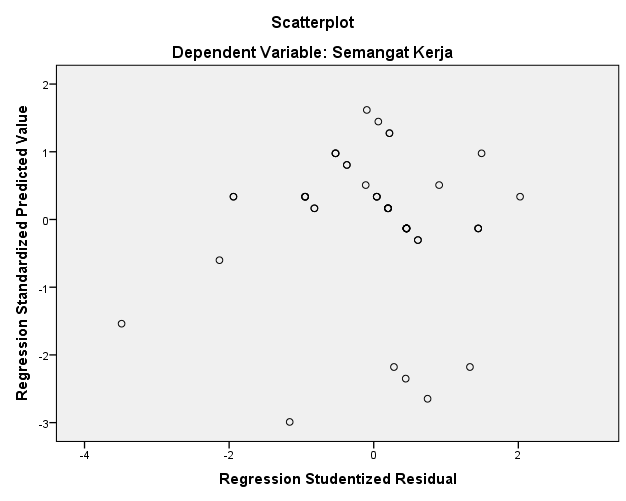 Scatterplot
Dependent Variable: Semangat Kerja
Regression Standardized Predicted Value
2
1
0
-1
-2
-3
-4
-2
0
2
Regression Studentized Residual